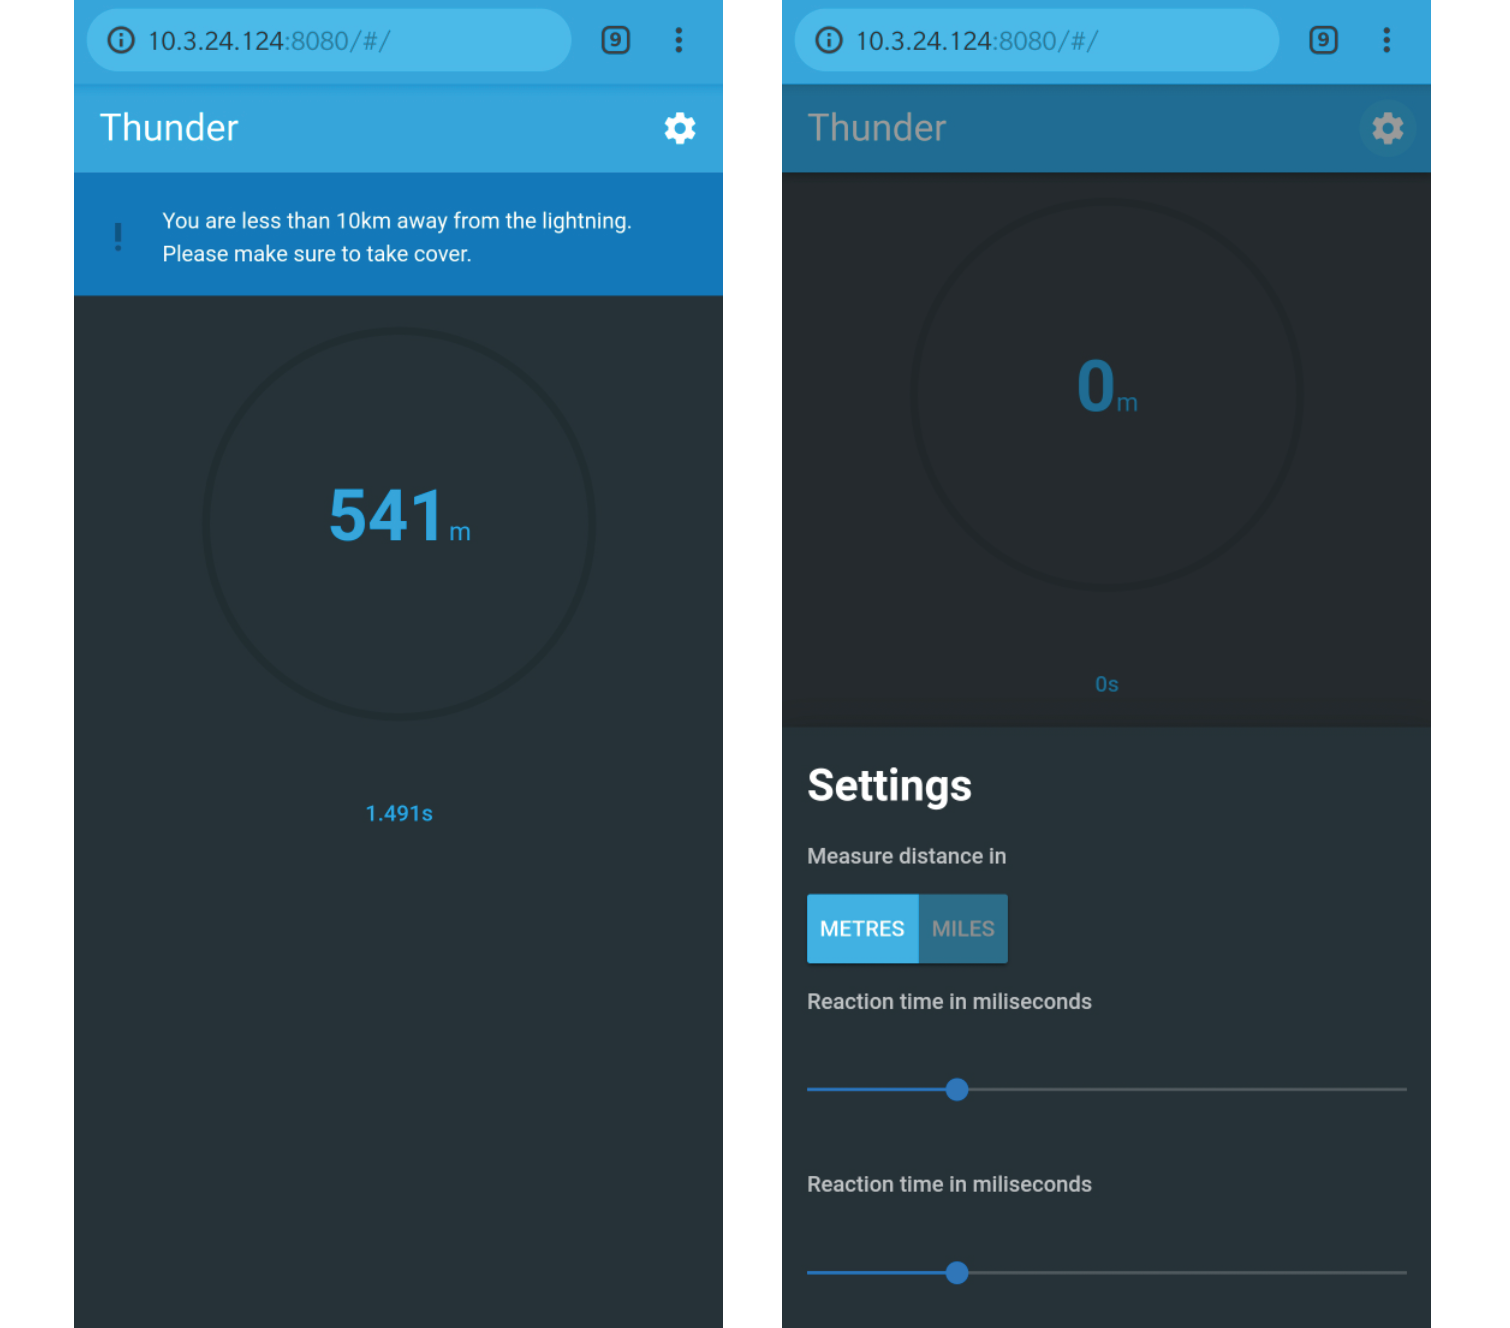 10.3.24.124:8080/#/
9
Thunder
You are less than 10km away from the lightning.
Please make sure to take cover.
541m
1.491s
10.3.24.124:8080/#/
9
Thunder
0m
0s
Settings
Measure distance in
METRES MILES
Reaction time in miliseconds
Reaction time in miliseconds